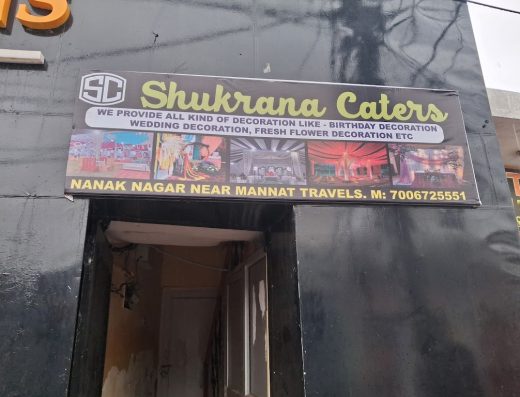 NS
SC
Shukrana Caters
WE PROVIDE ALL KIND OF DECORATION LIKE - BIRTHDAY DECORATION
WEDDING DECORATION, FRESH FLOWER DECORATION ETC
NANAK NAGAR NEAR MANNAT TRAVELS. M: 7006725551